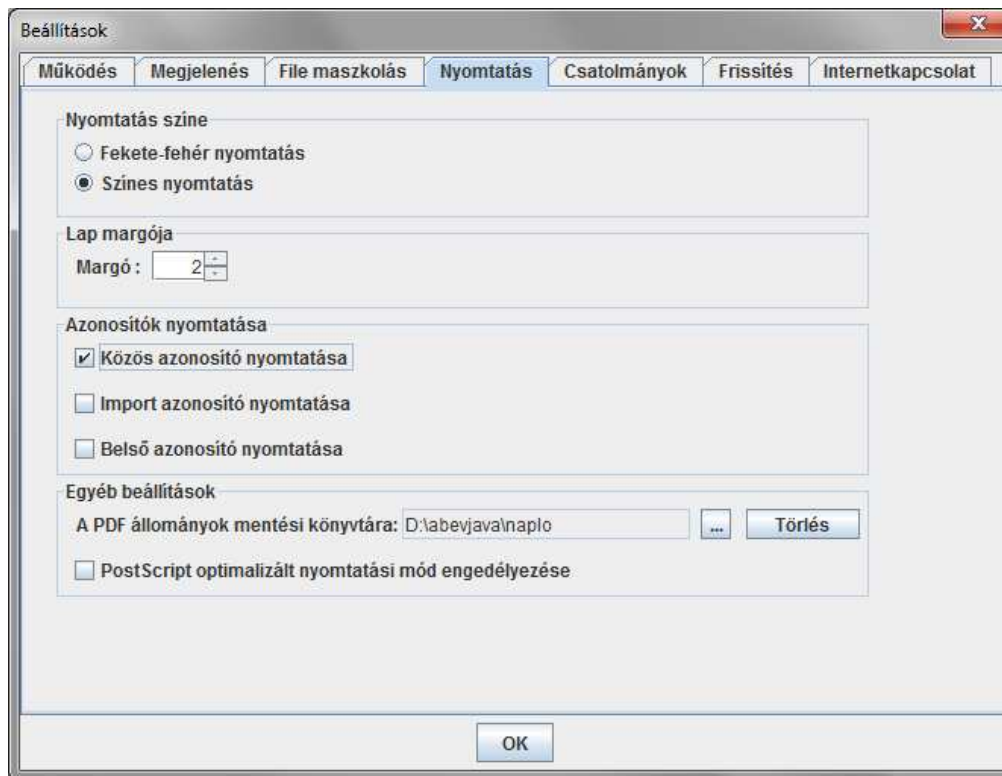 Beállítások
Működés Megjelenés File maszkolás Nyomtatás Csatolmányok Frissítés Internetkapcsolat
Nyomtatás színe
Fekete-fehér nyomtatás
Színes nyomtatás
Lap margója
Margó : 2
Azonosítók nyomtatása
Közös azonosító nyomtatása
Import azonosító nyomtatása
Belső azonosító nyomtatása
Egyéb beállítások
A PDF állományok mentési könyvtára: D:\abevjava\naplo ... Törlés
PostScript optimalizált nyomtatási mód engedélyezése
OK